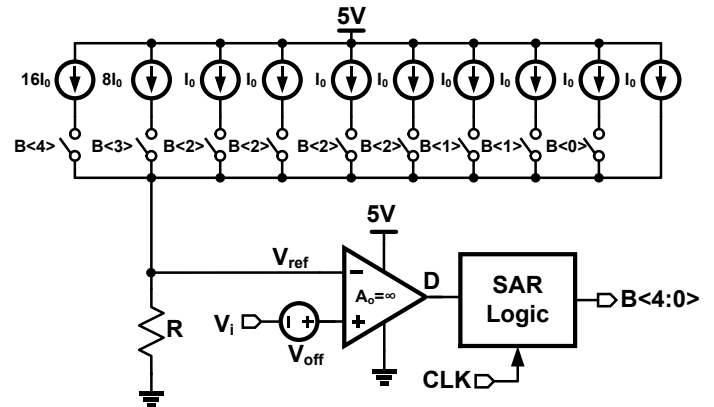 5V
16I₀ 8I₀ I₀ I₀ I₀ I₀ I₀ I₀ I₀ I₀
B<4> B<3> B<2> B<2> B<2> B<2> B<1> B<1> B<0>
5V
Vref
− D SAR
Logic B<4:0>
R Vi Ao=∞
+
Voff
CLK